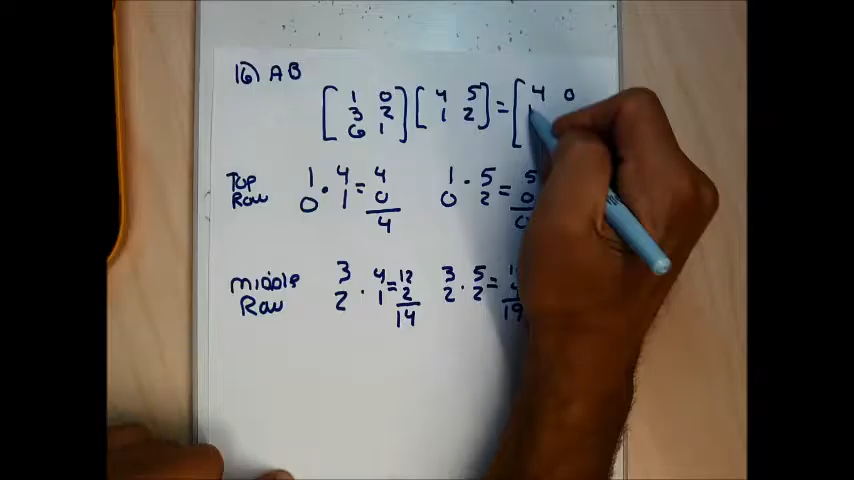 16) A B
[ 1 0 ] [ 4 5 ] = [ 4 0
3 2 1 2
6 1
Top Row 1 · 4 = 4 1 · 5 = 5
0 1 0 0 2 0
4 0
Middle Row 3 · 4 = 12 3 · 5 =
2 1 2 2 2
14 19